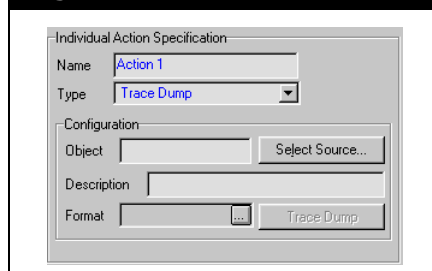 Individual Action Specification
Name Action 1
Type Trace Dump
Configuration
Object Select Source...
Description
Format ... Trace Dump